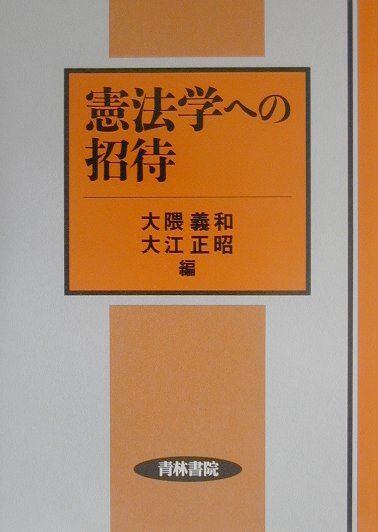 憲法学への
招待
大隈 義和
大江 正昭
編
青林書院